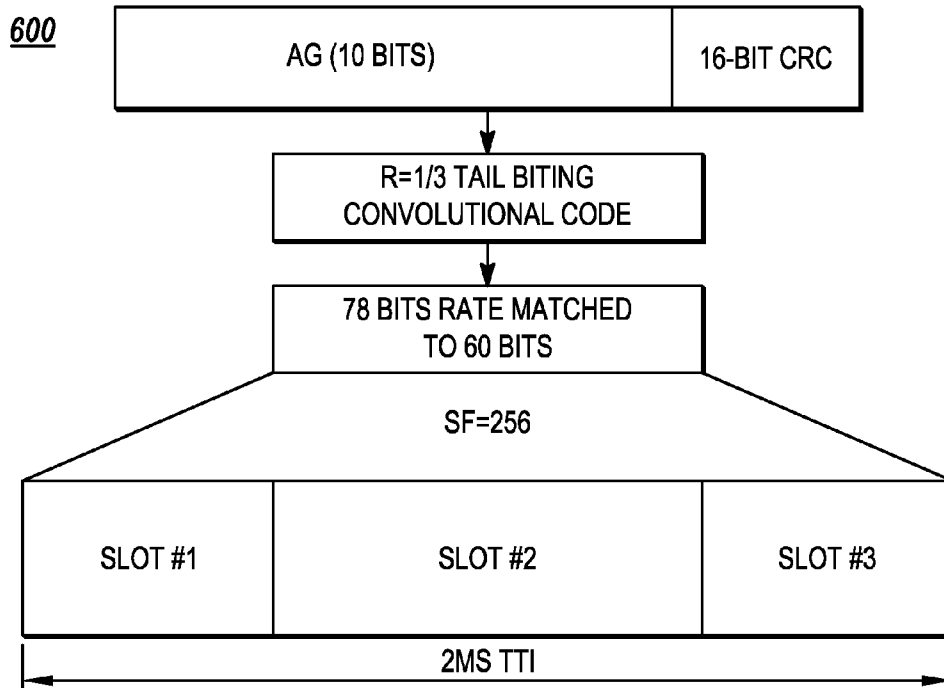 600
AG (10 BITS)
16-BIT CRC
R=1/3 TAIL BITING
CONVOLUTIONAL CODE
78 BITS RATE MATCHED
TO 60 BITS
SF=256
SLOT #1
SLOT #2
SLOT #3
2MS TTI